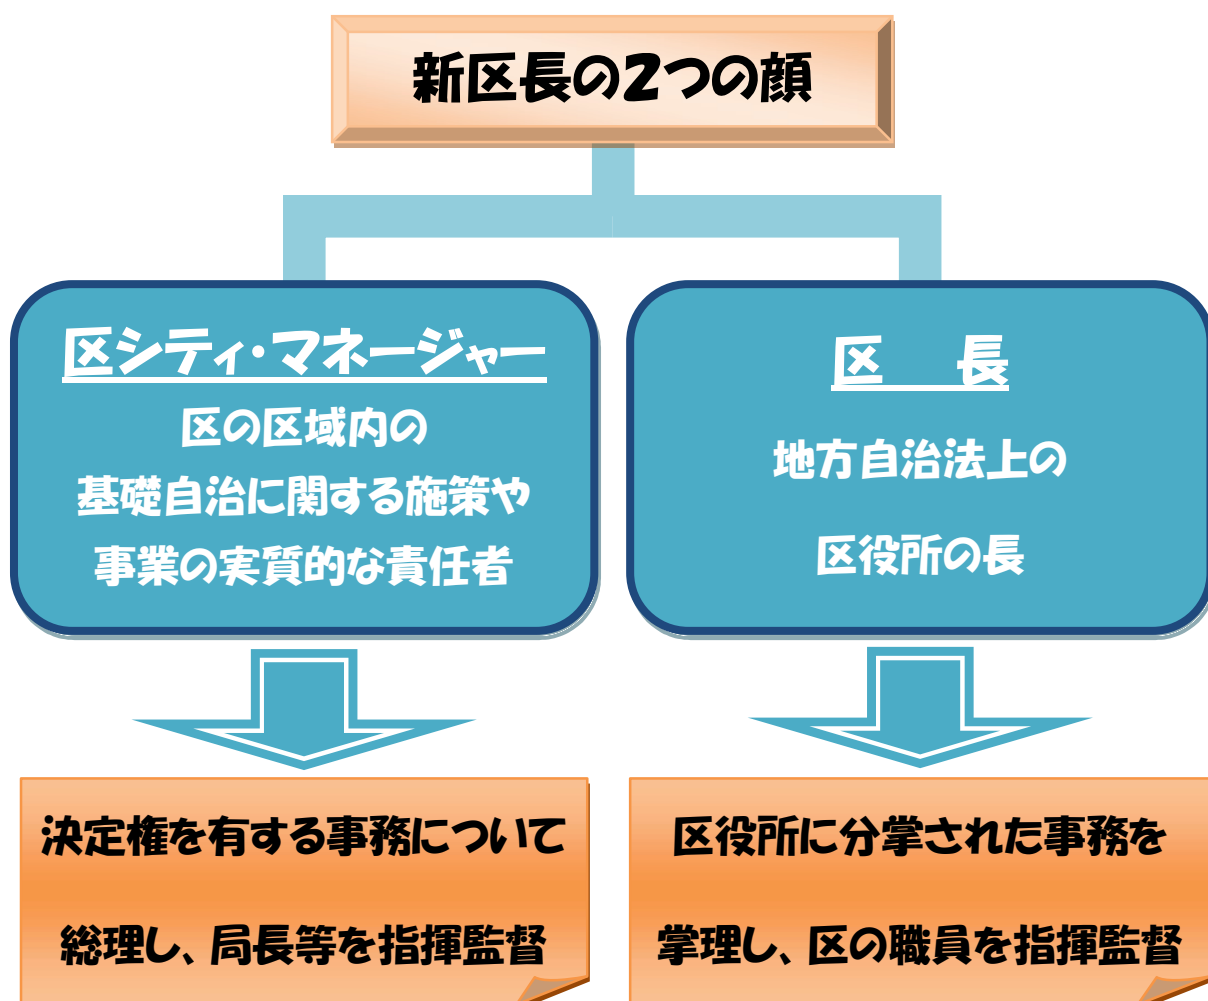 新区長の2つの顔
区シティ・マネージャー
区の区域内の
基礎自治に関する施策や
事業の実質的な責任者
区　長
地方自治法上の
区役所の長
決定権を有する事務について
総理し、局長等を指揮監督
区役所に分掌された事務を
掌理し、区の職員を指揮監督